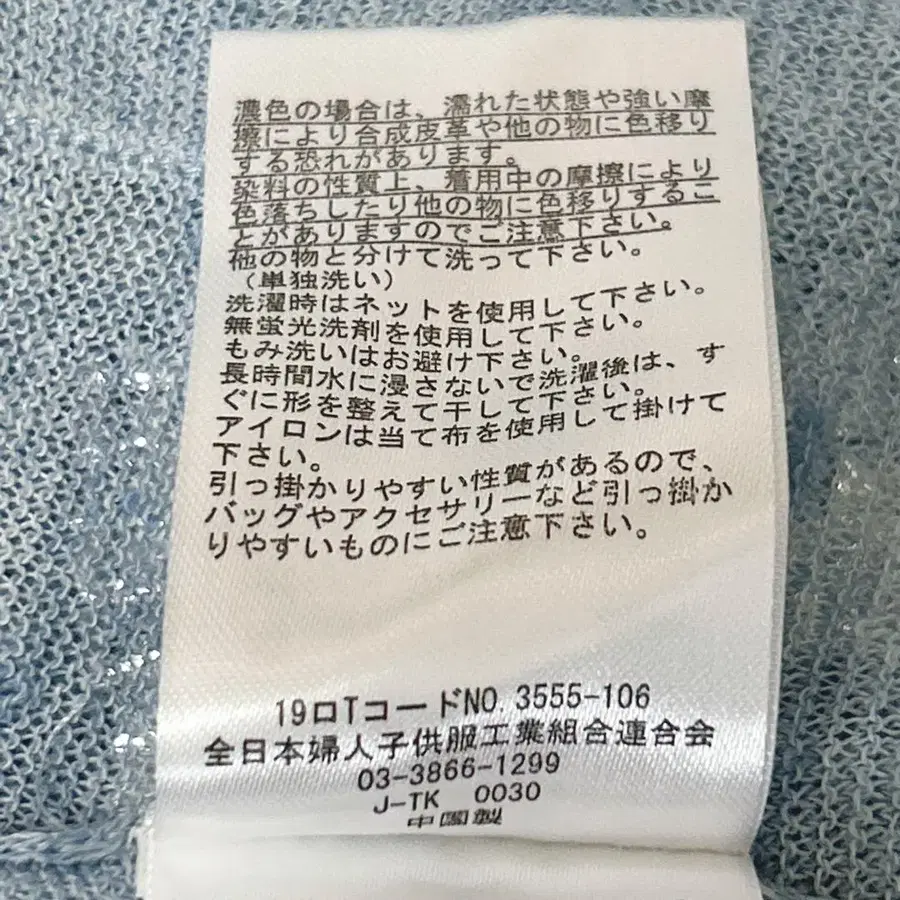 濃色の場合は、濡れた状態や強い摩
擦により合成皮革や他の物に色移り
する恐れがあります。
染料の性質上、着用中の摩擦により
色落ちしたり他の物に色移りするこ
とがありますのでご注意下さい。
他の物と分けて洗って下さい。
(単独洗い)
洗濯時はネットを使用して下さい。
無蛍光洗剤を使用して下さい。
もみ洗いはお避け下さい。
長時間水に浸さないで洗濯後は、す
ぐに形を整えて干して下さい。
アイロンは当て布を使用して掛けて
下さい。
引っ掛かりやすい性質があるので、
バッグやアクセサリーなど引っ掛か
りやすいものにご注意下さい。
19ロTコードNO.3555-106
全日本婦人子供服工業組合連合会
03-3866-1299
J-TK 0030
中國製